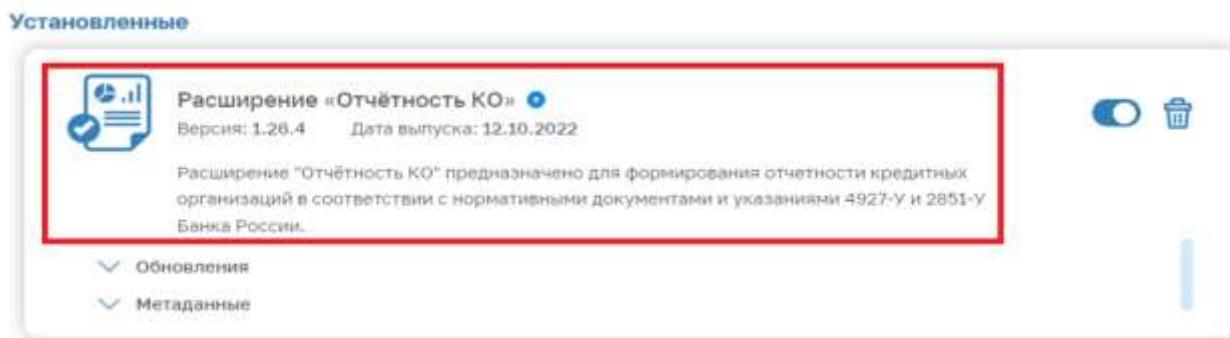 Установленные
Расширение «Отчётность КО»
Версия: 1.26.4 Дата выпуска: 12.10.2022
Расширение "Отчётность КО" предназначено для формирования отчетности кредитных
организаций в соответствии с нормативными документами и указаниями 4927-У и 2851-У
Банка России.
Обновления
Метаданные